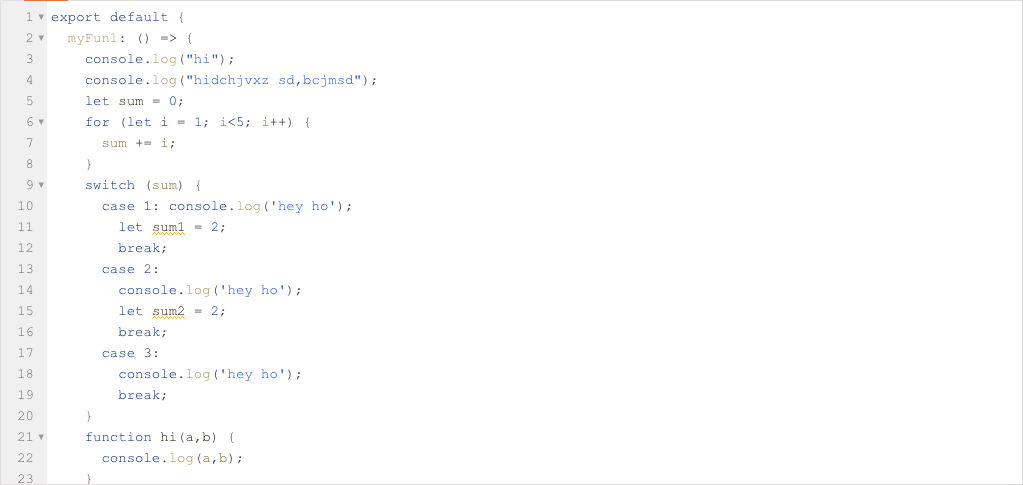 1 export default {
2 myFun1: () => {
3 console.log("hi");
4 console.log("hidchjvxz sd,bcjmsd");
5 let sum = 0;
6 for (let i = 1; i<5; i++) {
7 sum += i;
8 }
9 switch (sum) {
10 case 1: console.log('hey ho');
11 let sum1 = 2;
12 break;
13 case 2:
14 console.log('hey ho');
15 let sum2 = 2;
16 break;
17 case 3:
18 console.log('hey ho');
19 break;
20 }
21 function hi(a,b) {
22 console.log(a,b);
23 }